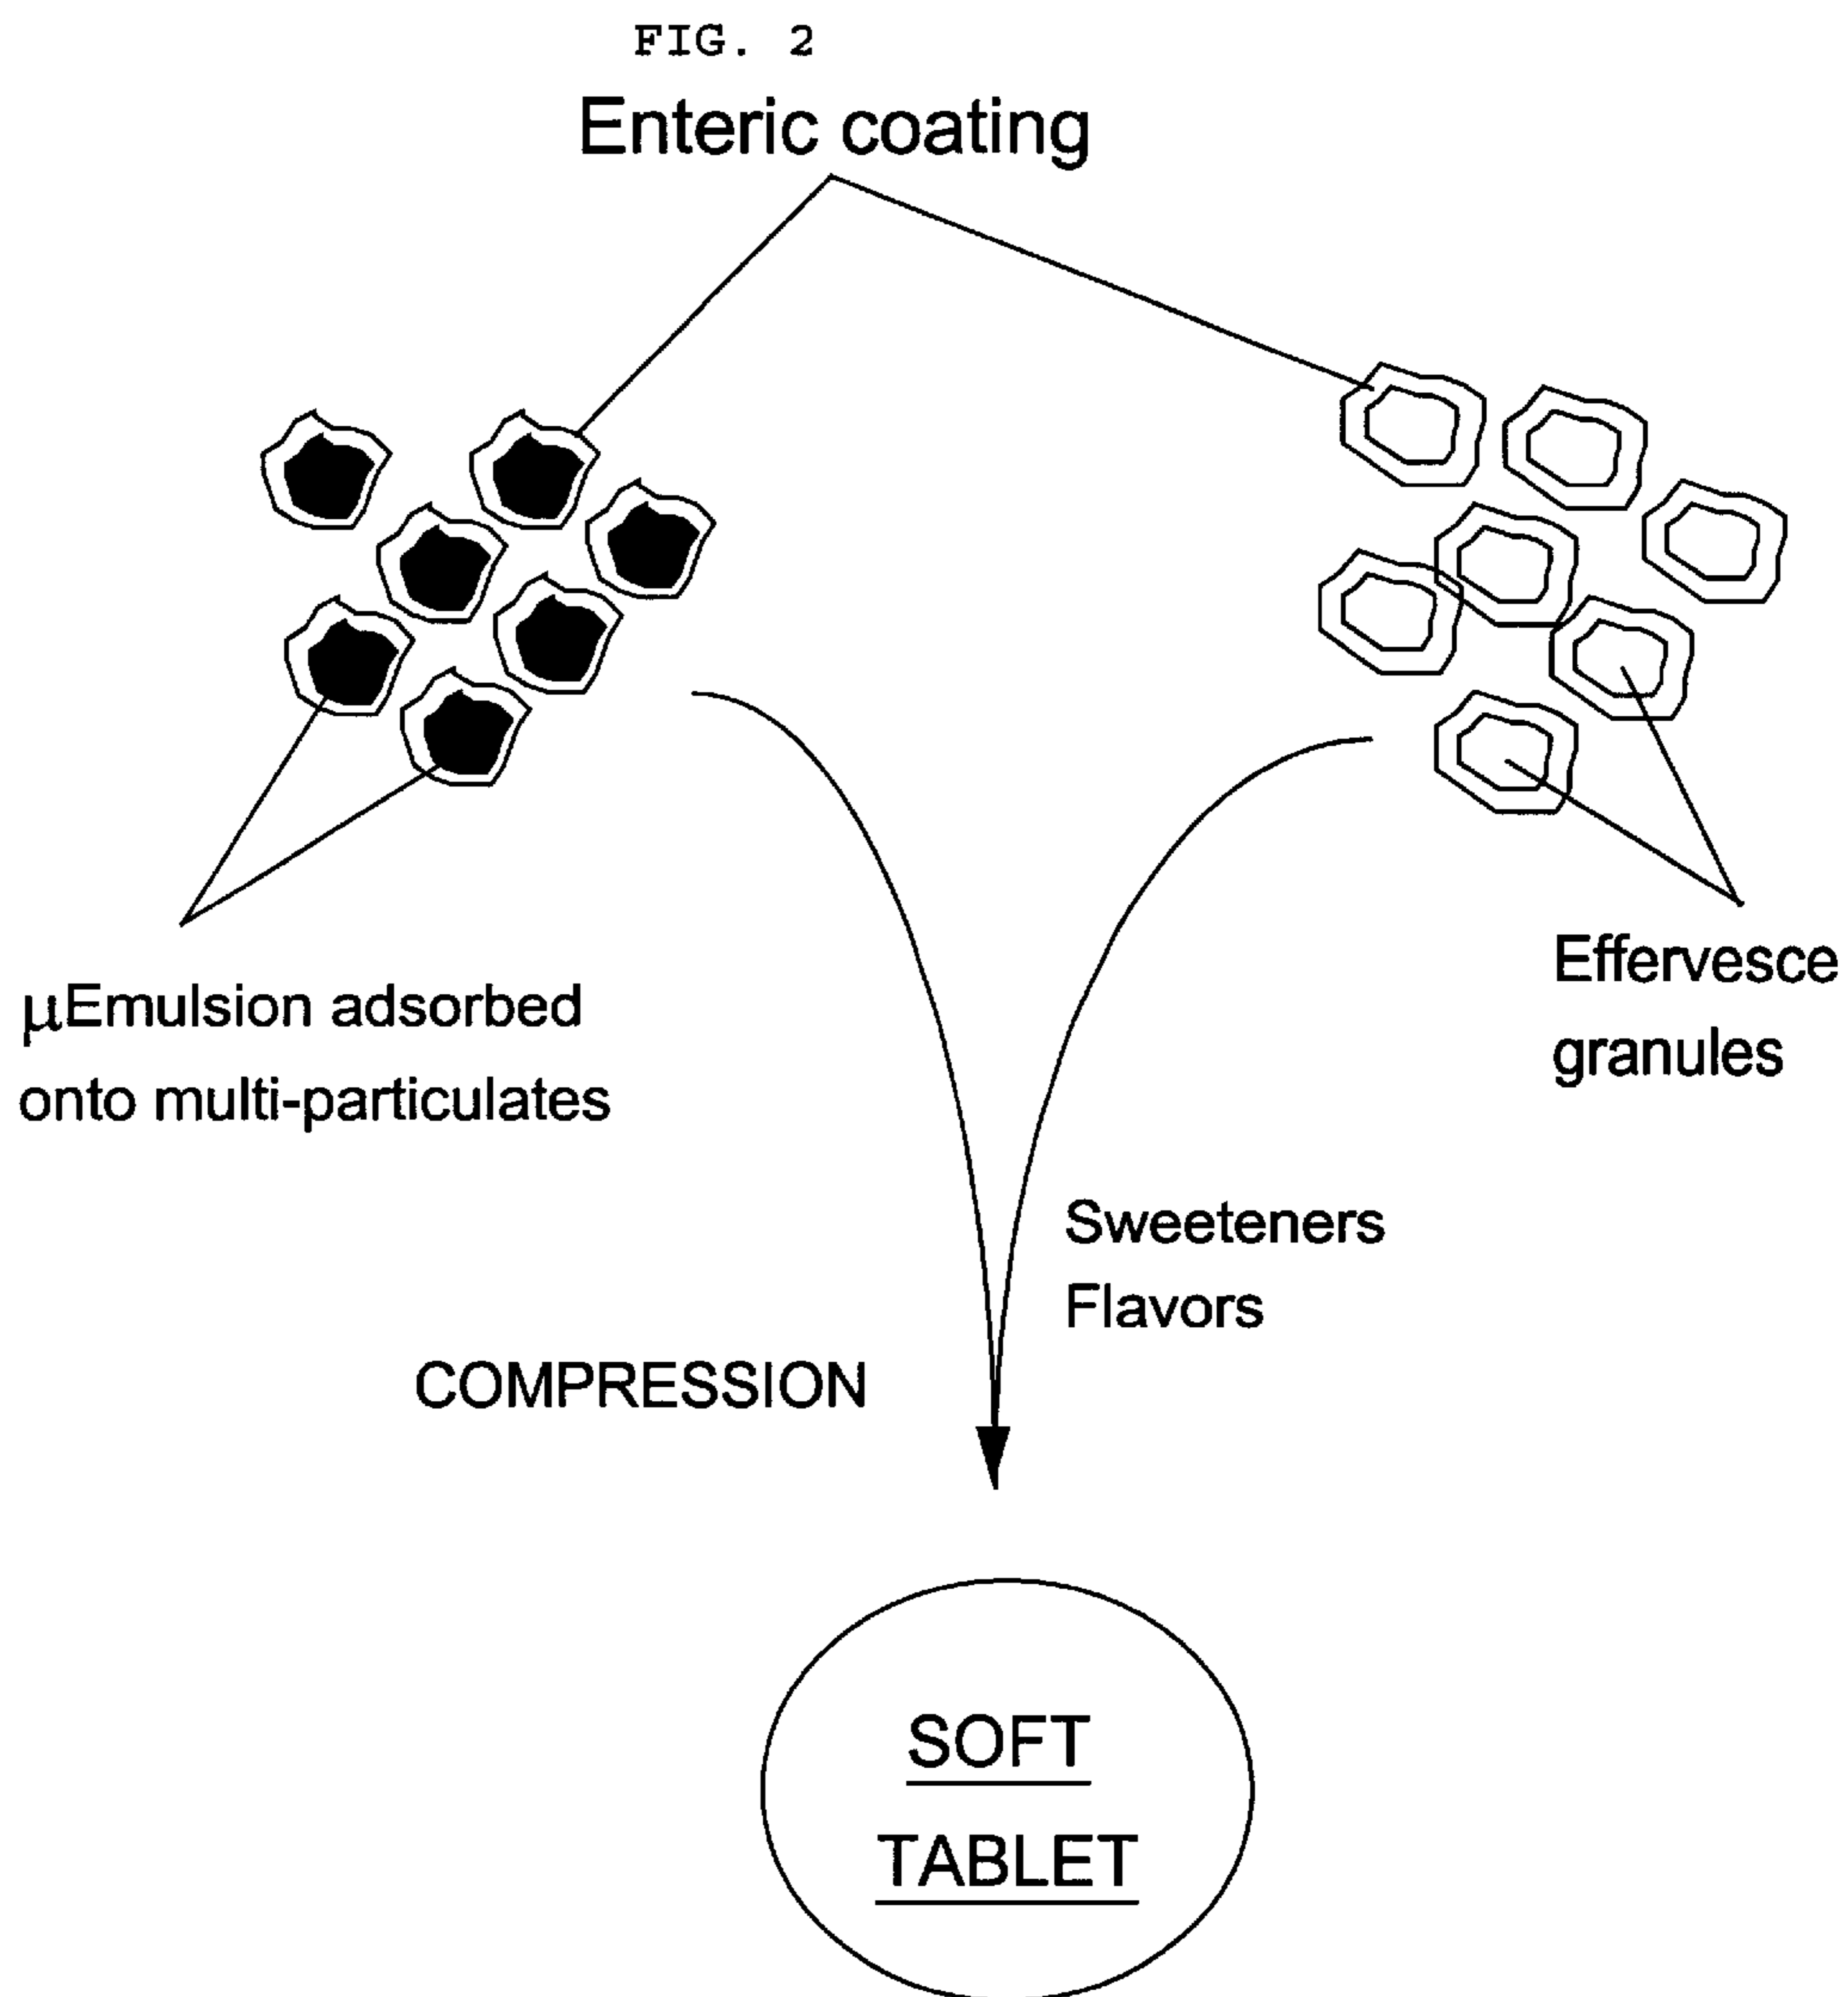 FIG. 2
Enteric coating
μEmulsion adsorbed
onto multi-particulates
Effervesce
granules
Sweeteners
Flavors
COMPRESSION
SOFT
TABLET